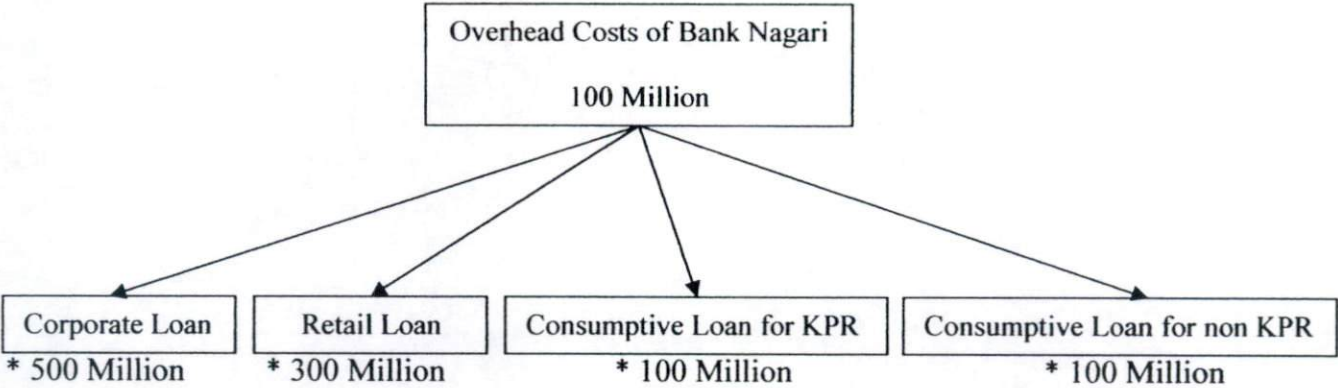 Overhead Costs of Bank Nagari
100 Million
Corporate Loan
* 500 Million
Retail Loan
* 300 Million
Consumptive Loan for KPR
* 100 Million
Consumptive Loan for non KPR
* 100 Million